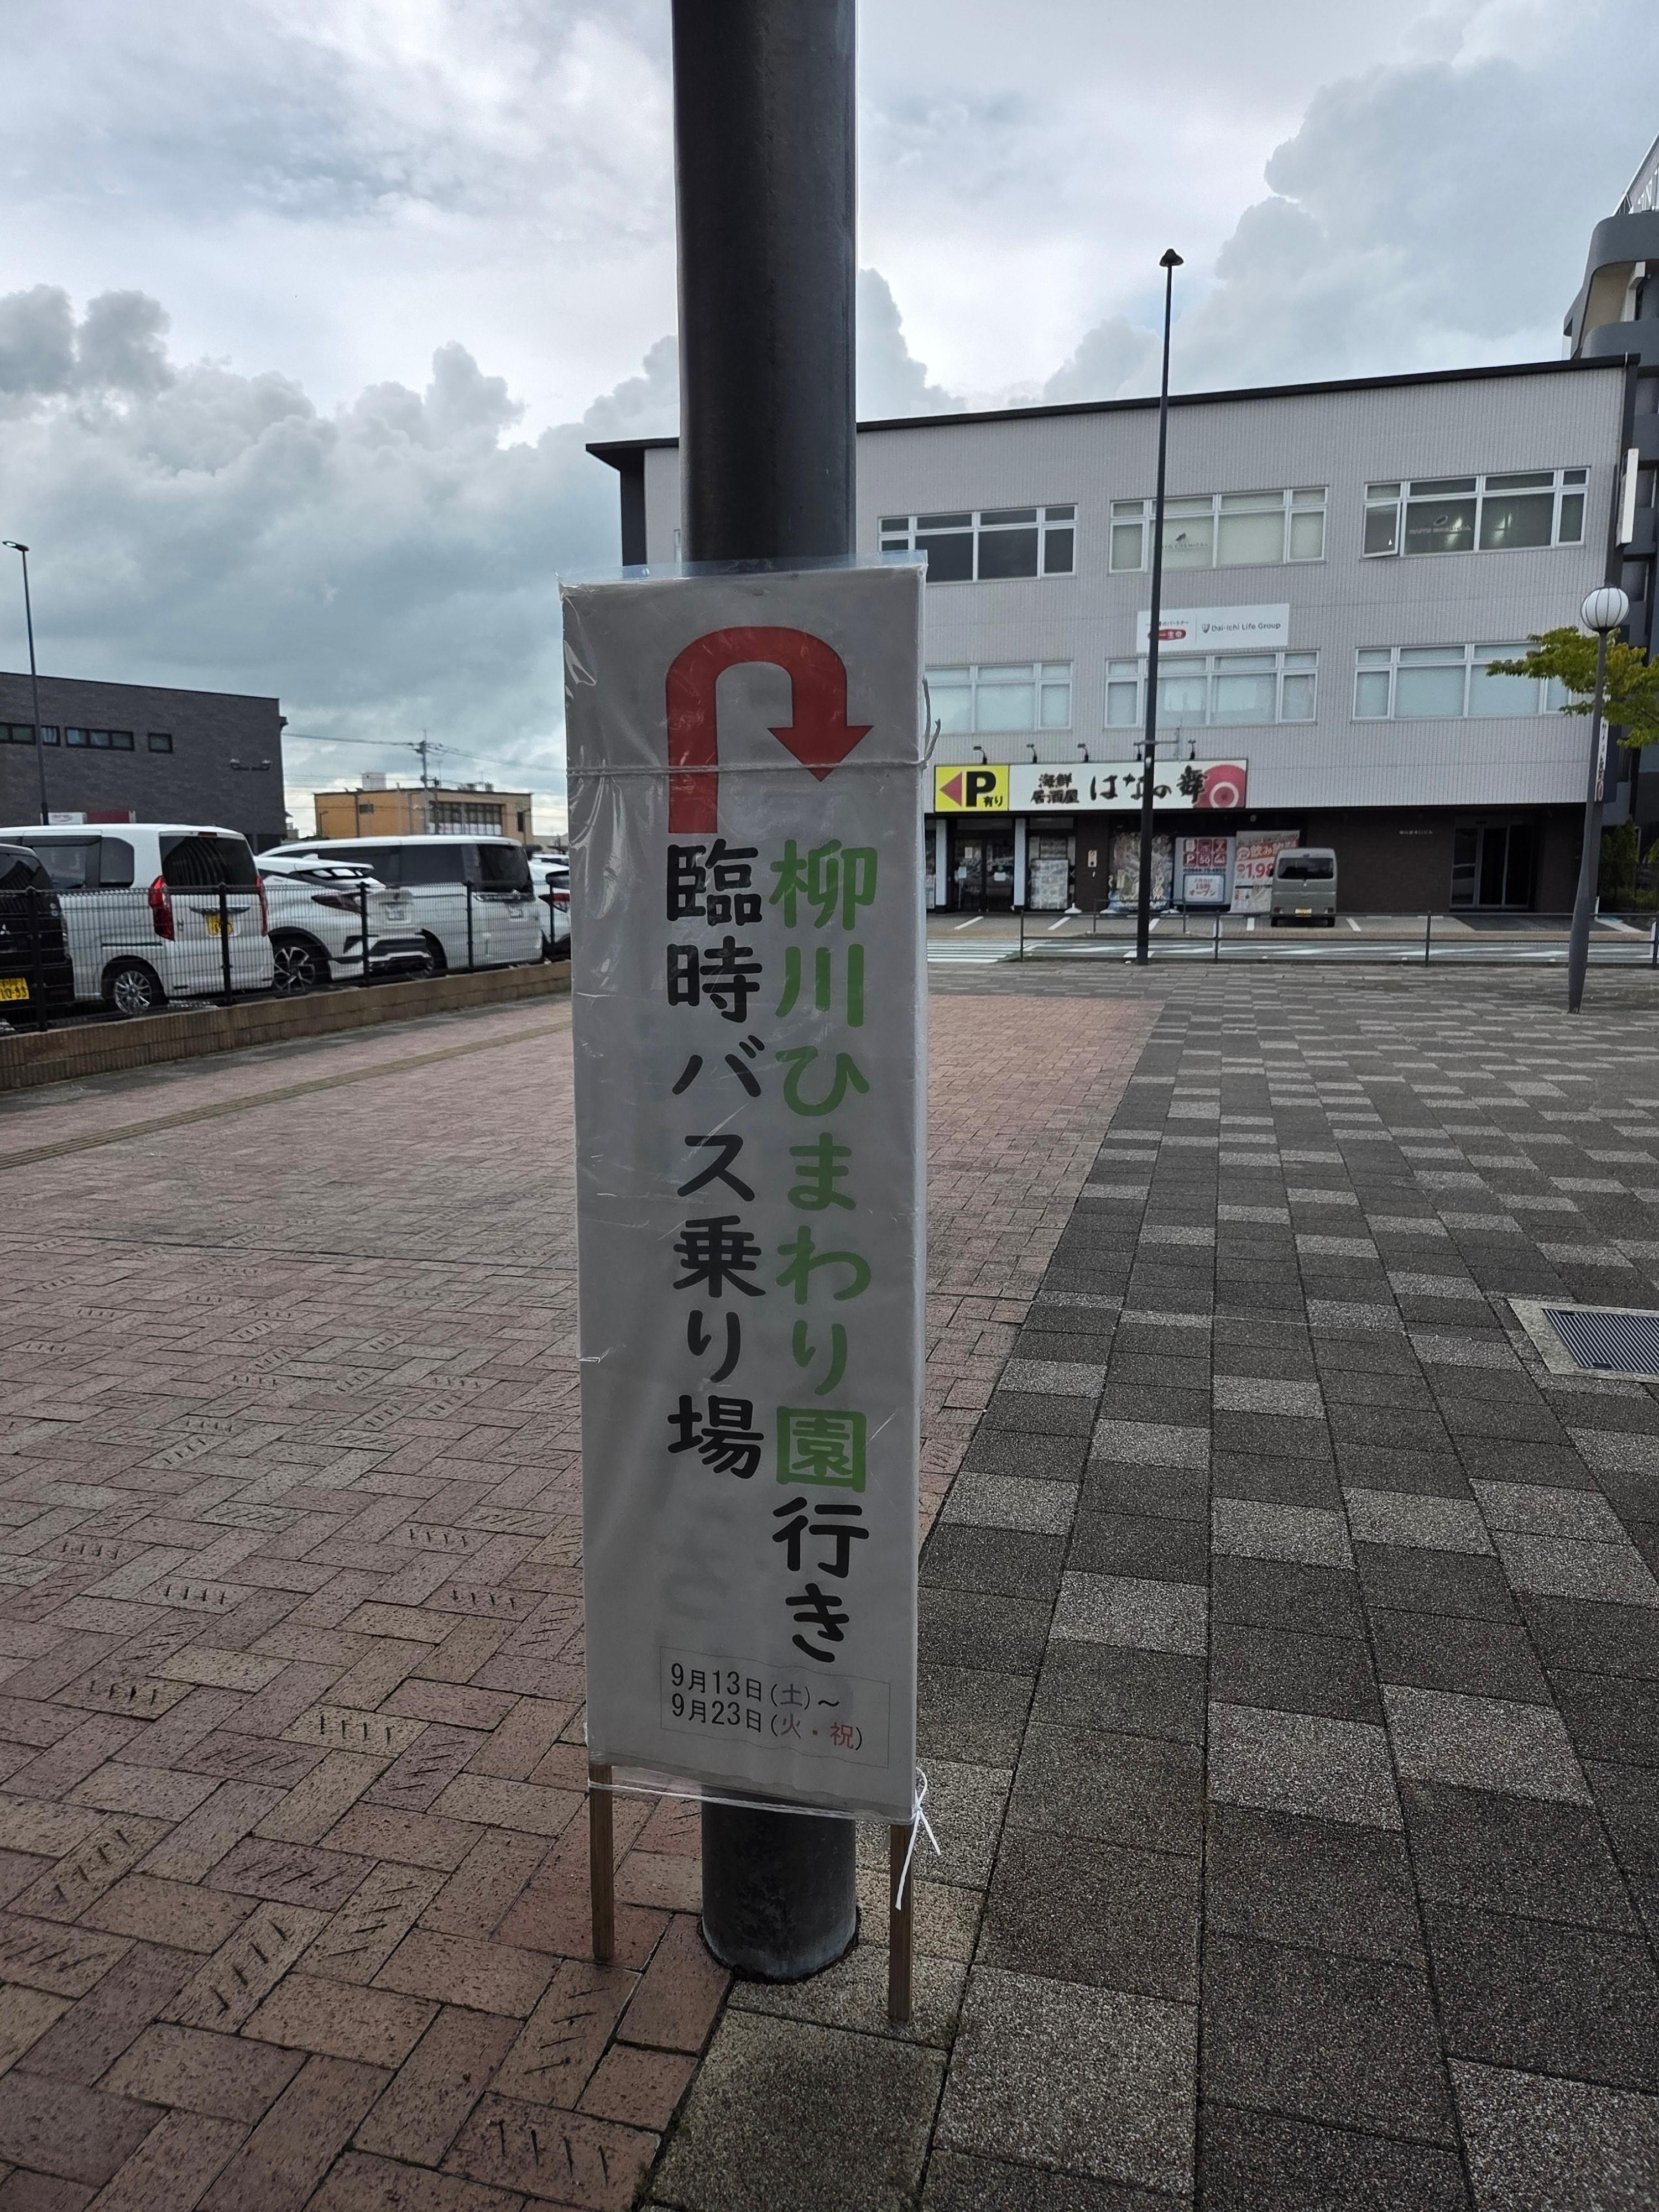 柳川ひまわり園行き
臨時バス乗り場
9月13日(土)～
9月23日(火・祝)
Dai-ichi Life Group
P有り
海鮮
居酒屋
はなの舞